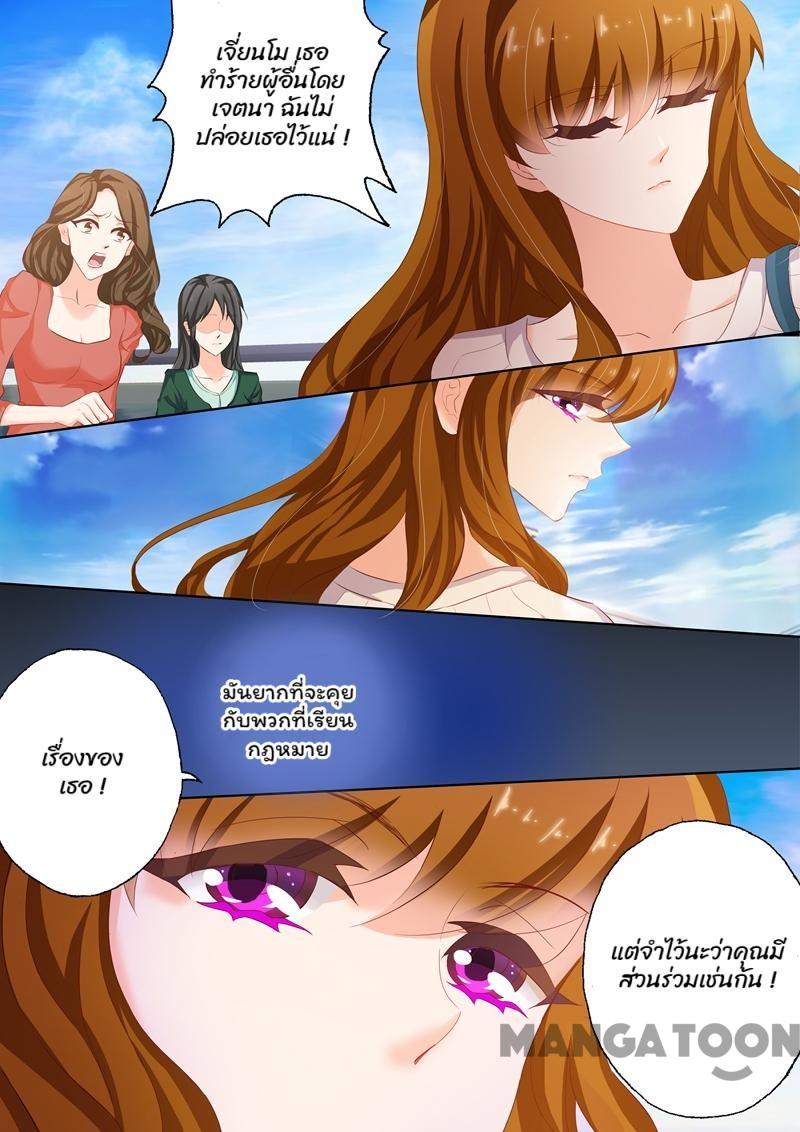 เจี่ยนโม เธอ
ทำร้ายผู้อื่นโดย
เจตนา ฉันไม่
ปล่อยเธอไว้แน่ !
มันยากที่จะคุย
กับพวกที่เรียน
กฎหมาย
เรื่องของ
เธอ !
แต่จำไว้นะว่าคุณมี
ส่วนร่วมเช่นกัน !
MANGATOON